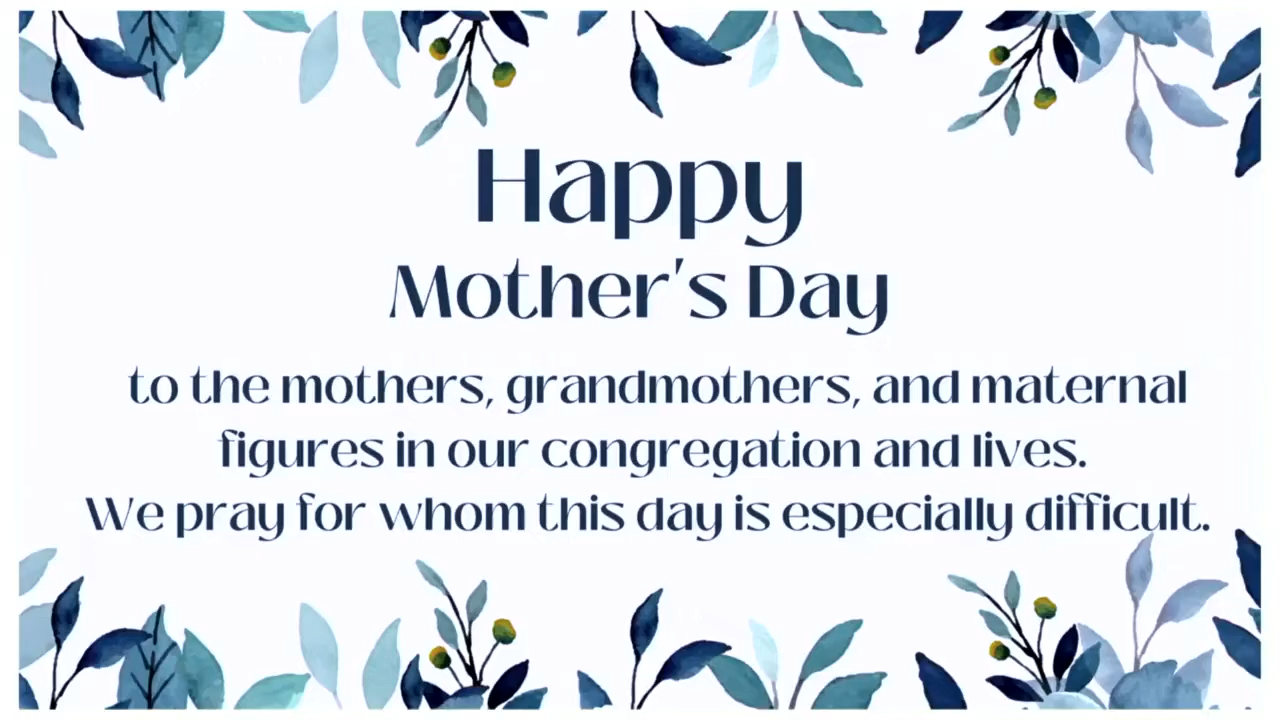 Happy
Mother's Day
to the mothers, grandmothers, and maternal
figures in our congregation and lives.
We pray for whom this day is especially difficult.